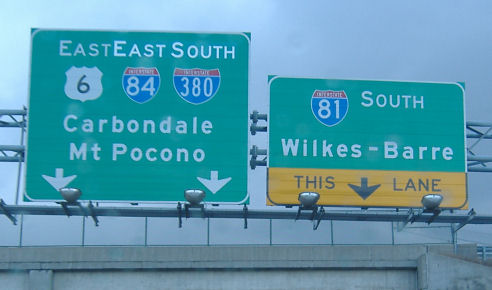 EAST EAST SOUTH
6 INTERSTATE 84 INTERSTATE 380
Carbondale
Mt Pocono
INTERSTATE 81 SOUTH
Wilkes-Barre
THIS LANE